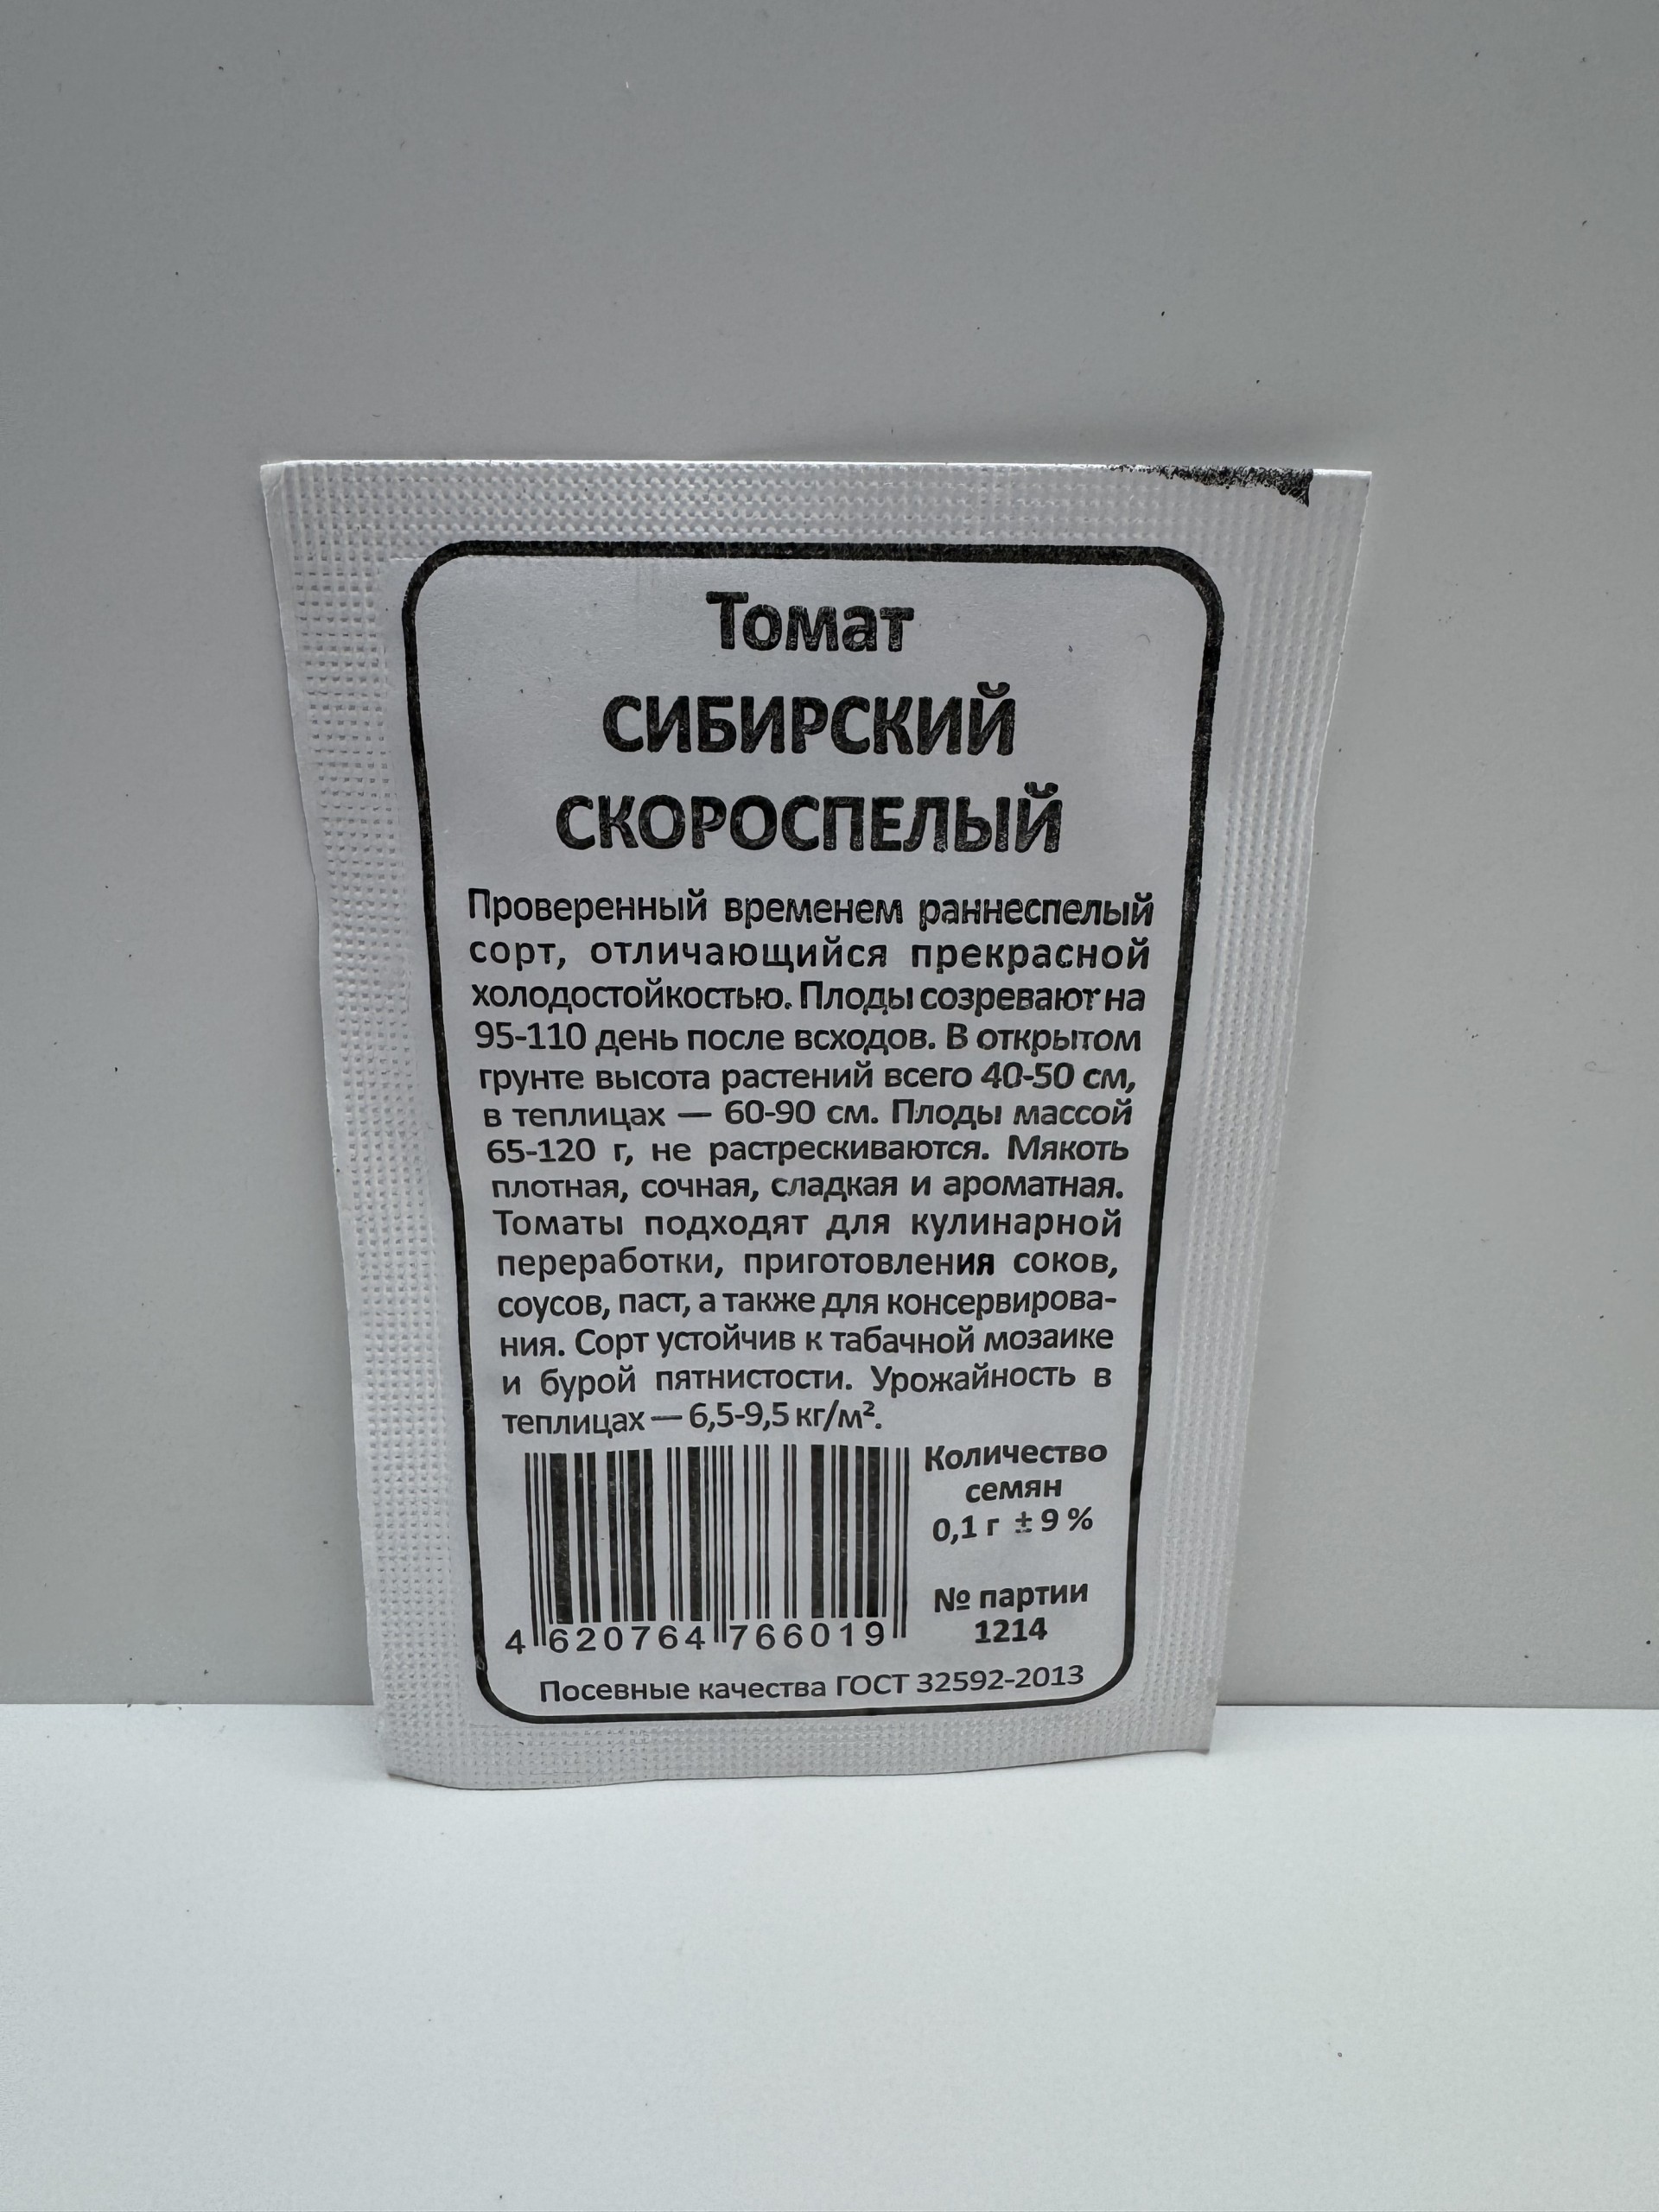 Томат
СИБИРСКИЙ
СКОРОСПЕЛЫЙ
Проверенный временем раннеспелый
сорт, отличающийся прекрасной
холодостойкостью. Плоды созревают на
95-110 день после всходов. В открытом
грунте высота растений всего 40-50 см,
в теплицах — 60-90 см. Плоды массой
65-120 г, не растрескиваются. Мякоть
плотная, сочная, сладкая и ароматная.
Томаты подходят для кулинарной
переработки, приготовления соков,
соусов, паст, а также для консервирова-
ния. Сорт устойчив к табачной мозаике
и бурой пятнистости. Урожайность в
теплицах — 6,5-9,5 кг/м².
Количество
семян
0,1 г ± 9 %
№ партии
1214
4 620764 766019
Посевные качества ГОСТ 32592-2013